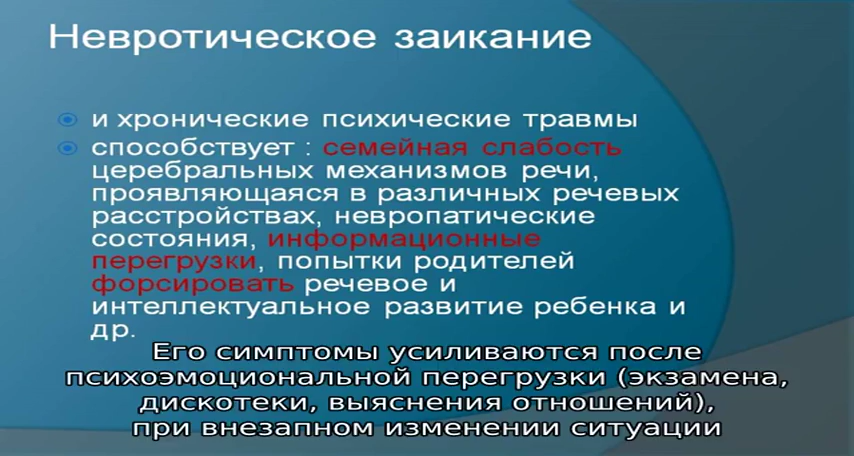 Невротическое заикание
и хронические психические травмы
способствует : семейная слабость
церебральных механизмов речи,
проявляющаяся в различных речевых
расстройствах, невропатические
состояния, информационные
перегрузки, попытки родителей
форсировать речевое и
интеллектуальное развитие ребенка и
др.
Его симптомы усиливаются после
психоэмоциональной перегрузки (экзамена,
дискотеки, выяснения отношений),
при внезапном изменении ситуации